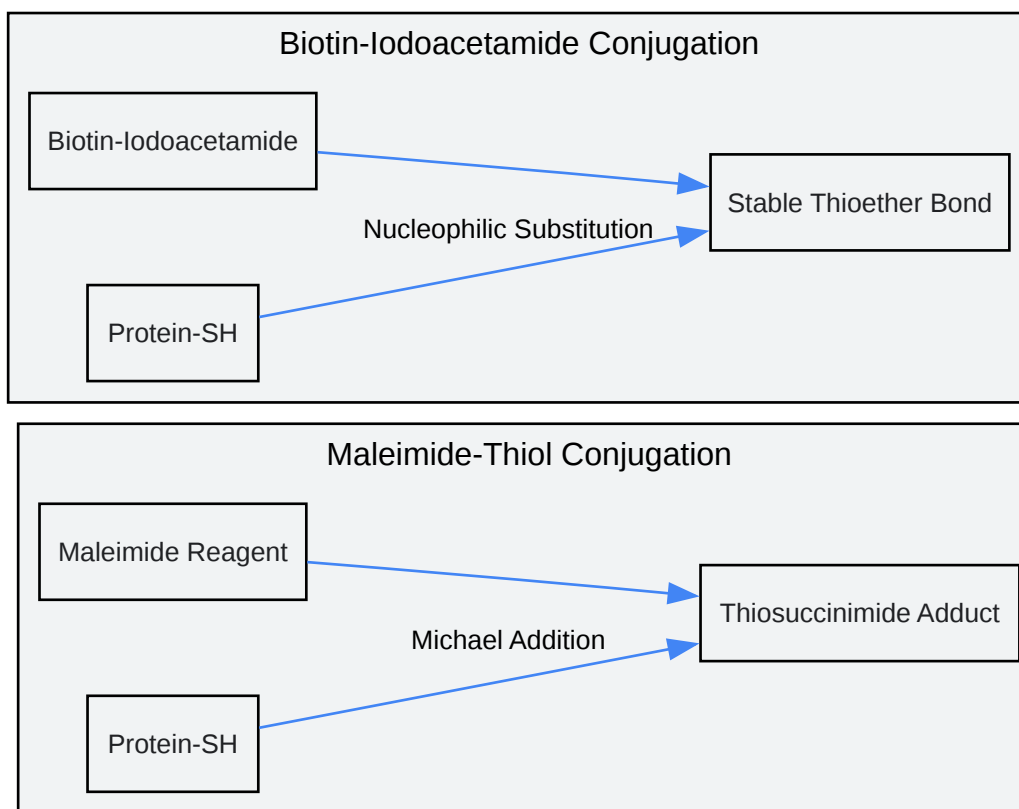 Biotin-Iodoacetamide Conjugation
Biotin-Iodoacetamide
Stable Thioether Bond
Nucleophilic Substitution
Protein-SH
Maleimide-Thiol Conjugation
Maleimide Reagent
Thiosuccinimide Adduct
Michael Addition
Protein-SH